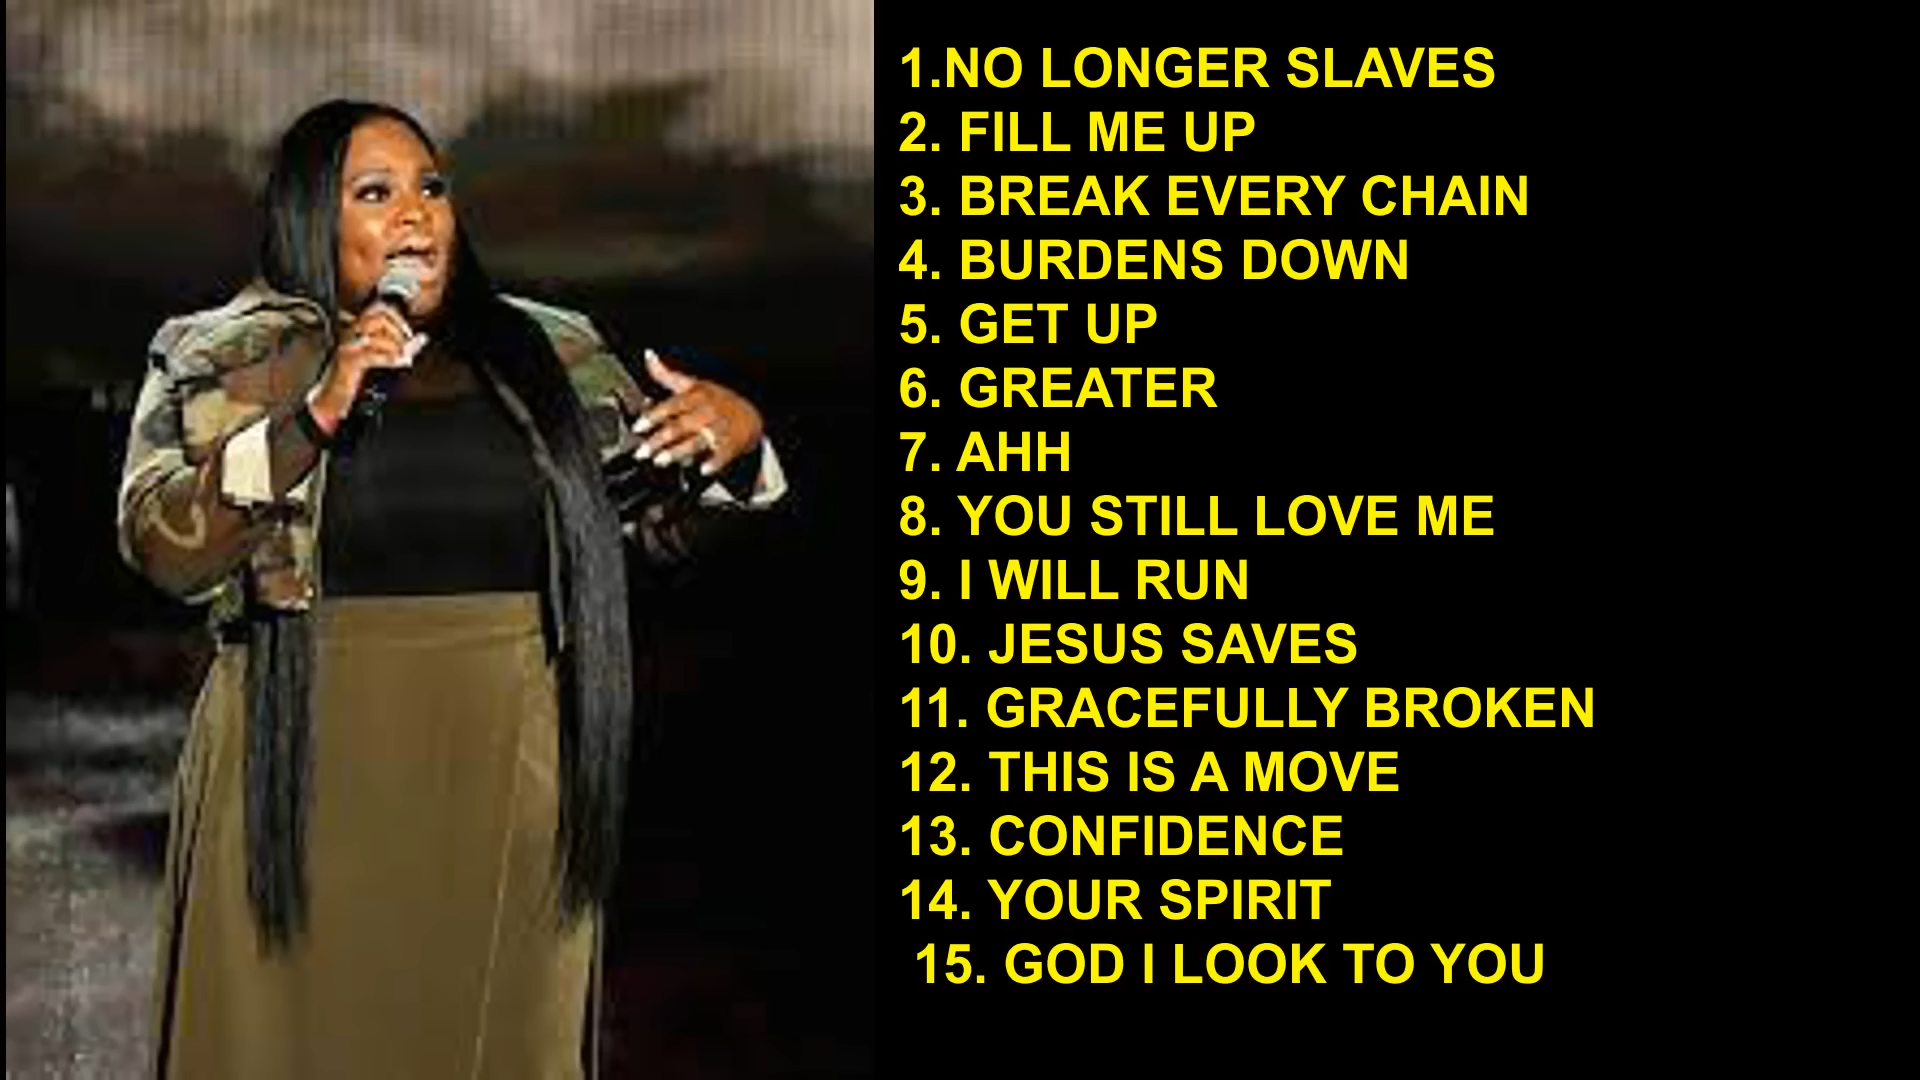 1.NO LONGER SLAVES
2. FILL ME UP
3. BREAK EVERY CHAIN
4. BURDENS DOWN
5. GET UP
6. GREATER
7. AHH
8. YOU STILL LOVE ME
9. I WILL RUN
10. JESUS SAVES
11. GRACEFULLY BROKEN
12. THIS IS A MOVE
13. CONFIDENCE
14. YOUR SPIRIT
15. GOD I LOOK TO YOU